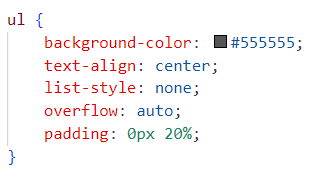 ul {
    background-color: #555555;
    text-align: center;
    list-style: none;
    overflow: auto;
    padding: 0px 20%;
}